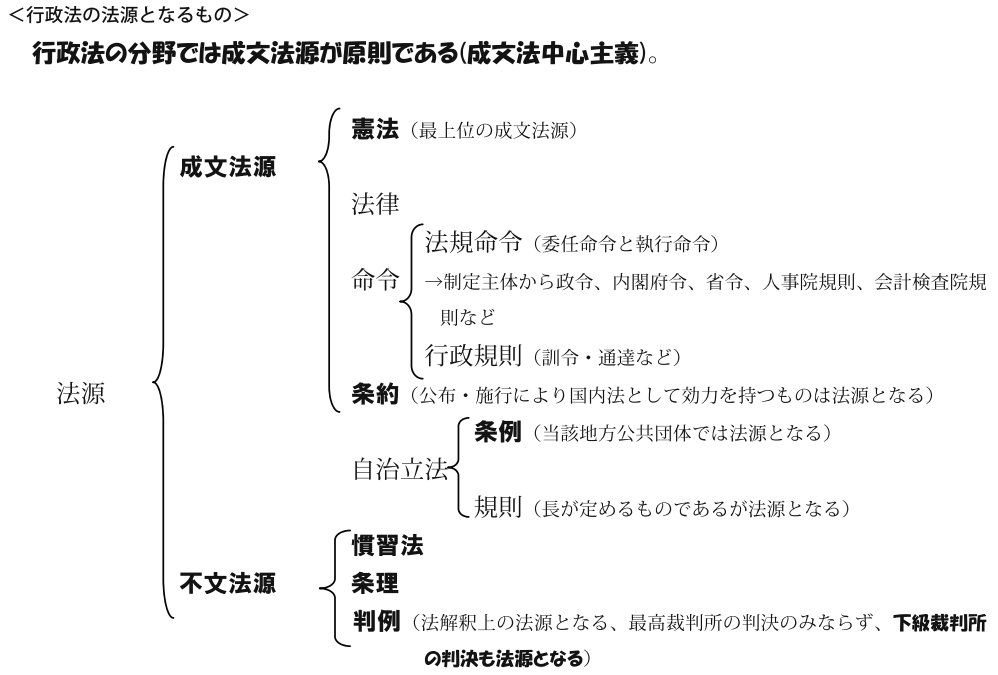 ＜行政法の法源となるもの＞
行政法の分野では成文法源が原則である(成文法中心主義)。
憲法（最上位の成文法源）
成文法源
法律
法規命令（委任命令と執行命令）
命令
→制定主体から政令、内閣府令、省令、人事院規則、会計検査院規
則など
行政規則（訓令・通達など）
法源
条約（公布・施行により国内法として効力を持つものは法源となる）
条例（当該地方公共団体では法源となる）
自治立法
規則（長が定めるものであるが法源となる）
慣習法
不文法源
条理
判例（法解釈上の法源となる、最高裁判所の判決のみならず、下級裁判所
の判決も法源となる）